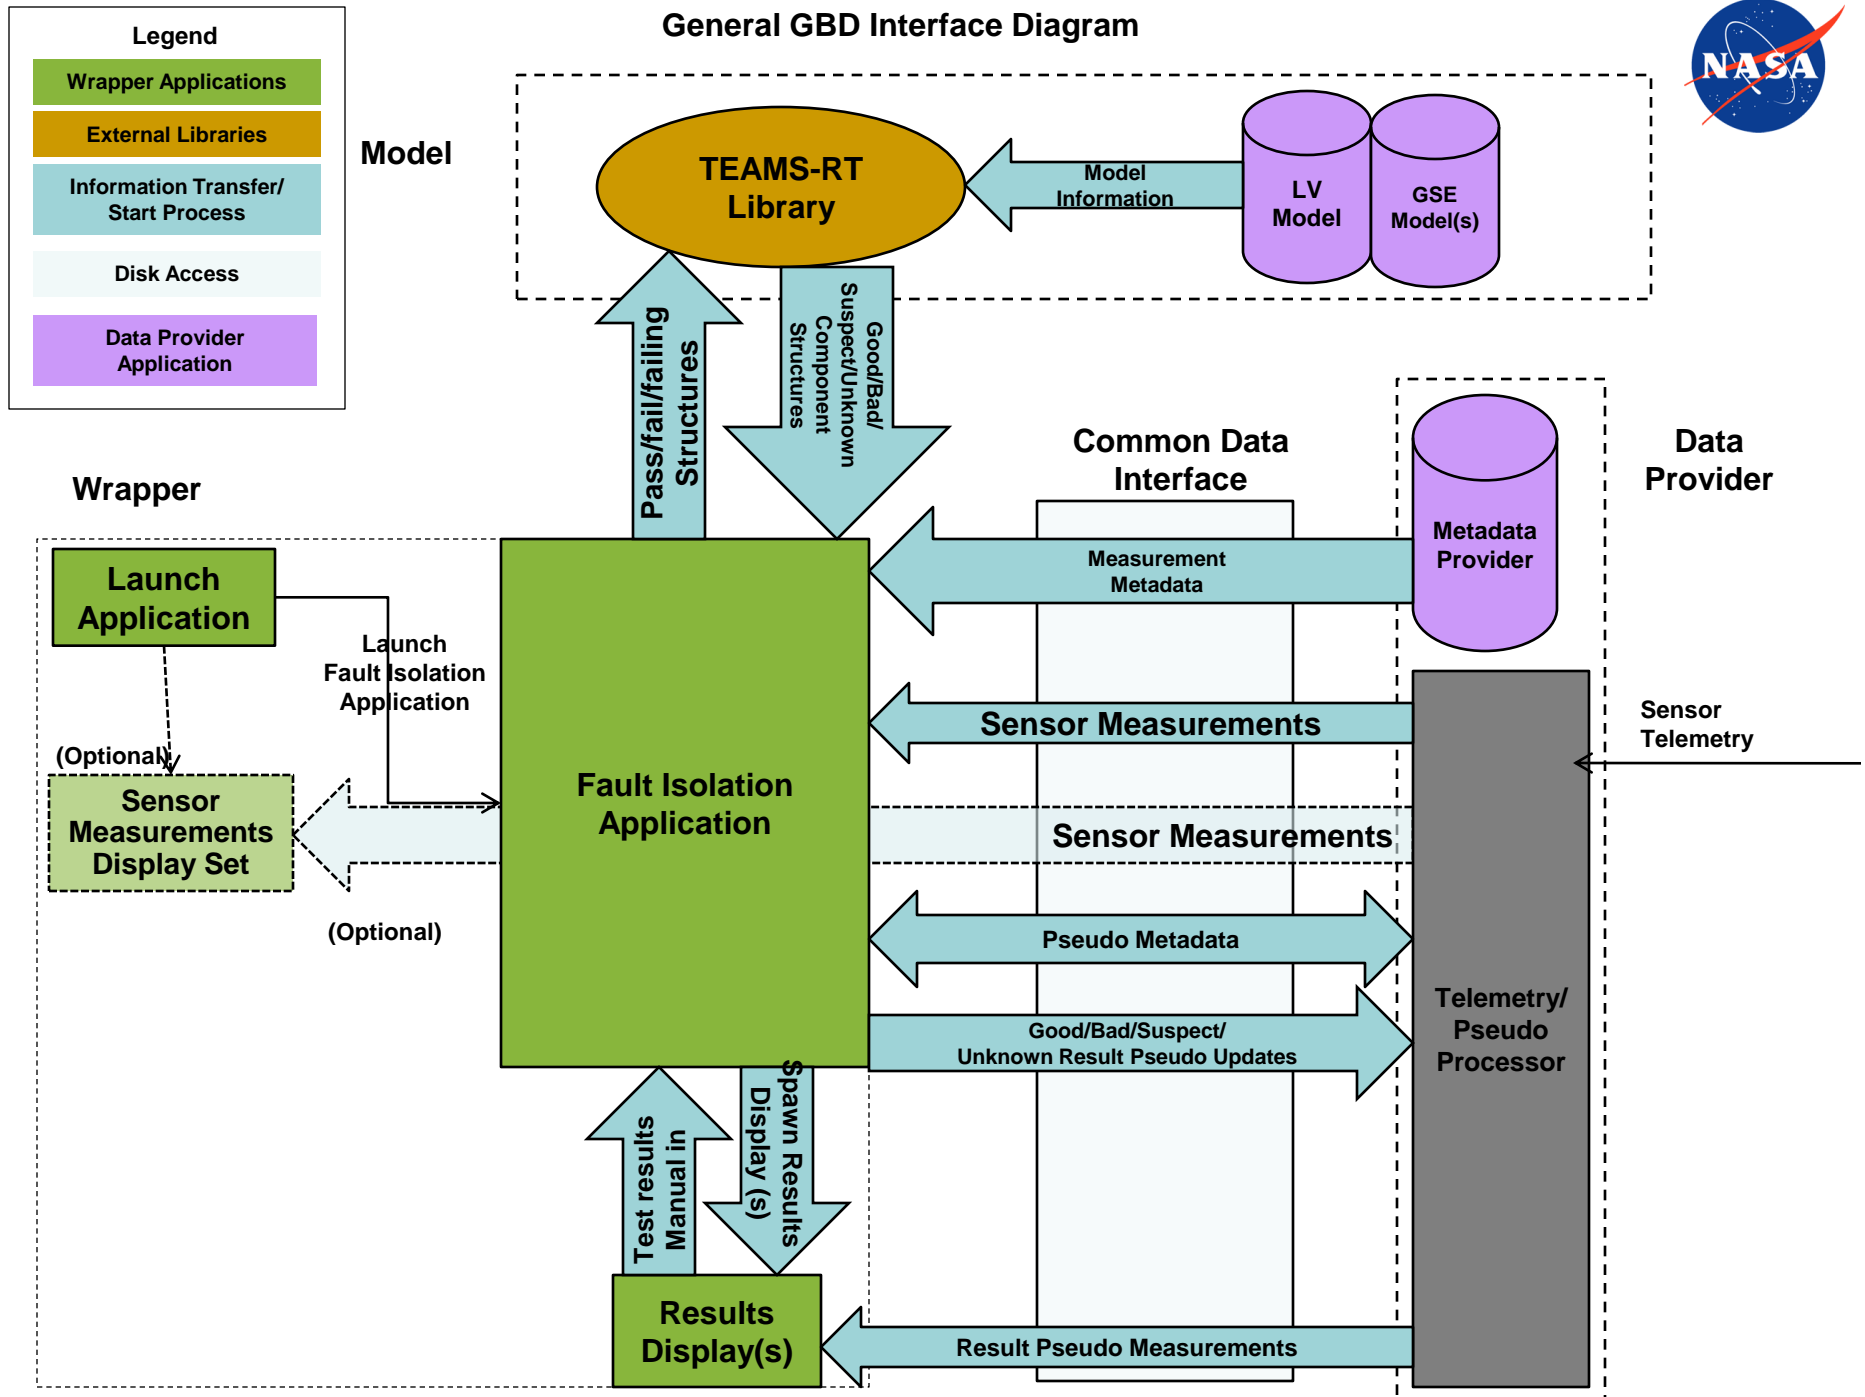 General GBD Interface Diagram
NASA
Legend
Wrapper Applications
External Libraries
Information Transfer/
Start Process
Disk Access
Data Provider
Application
Model
TEAMS-RT
Library
Model
Information
LV
Model
GSE
Model(s)
Pass/fail/failing
Structures
Good/Bad/
Suspect/Unknown
Component
Structures
Common Data
Interface
Data
Provider
Wrapper
Launch
Application
Launch
Fault Isolation
Application
(Optional)
Sensor
Measurements
Display Set
(Optional)
Fault Isolation
Application
Measurement
Metadata
Metadata
Provider
Sensor Measurements
Sensor
Telemetry
Sensor Measurements
Pseudo Metadata
Good/Bad/Suspect/
Unknown Result Pseudo Updates
Telemetry/
Pseudo
Processor
Test results
Manual in
Spawn Results
Display (s)
Results
Display(s)
Result Pseudo Measurements